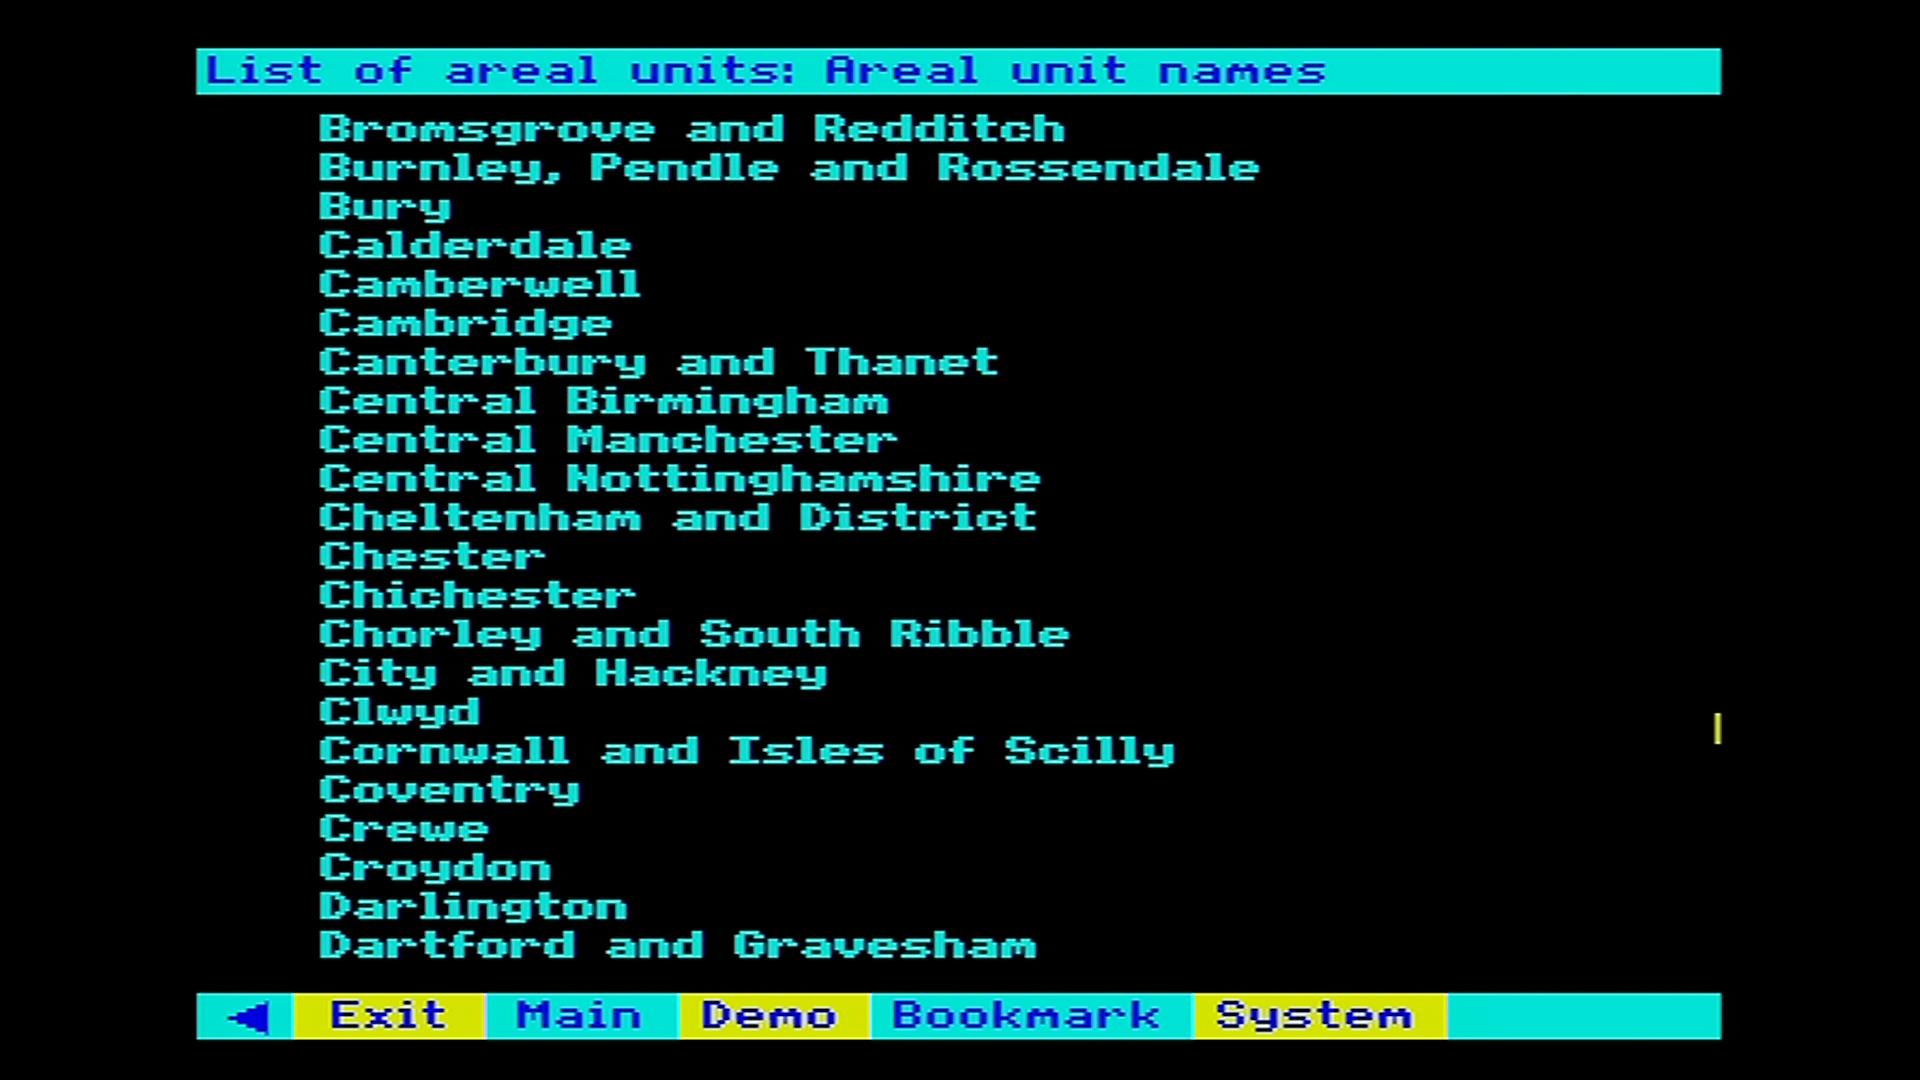 List of areal units: Areal unit names
Bromsgrove and Redditch
Burnley, Pendle and Rossendale
Bury
Calderdale
Camberwell
Cambridge
Canterbury and Thanet
Central Birmingham
Central Manchester
Central Nottinghamshire
Cheltenham and District
Chester
Chichester
Chorley and South Ribble
City and Hackney
Clwyd
Cornwall and Isles of Scilly
Coventry
Crewe
Croydon
Darlington
Dartford and Gravesham
Exit Main Demo Bookmark System